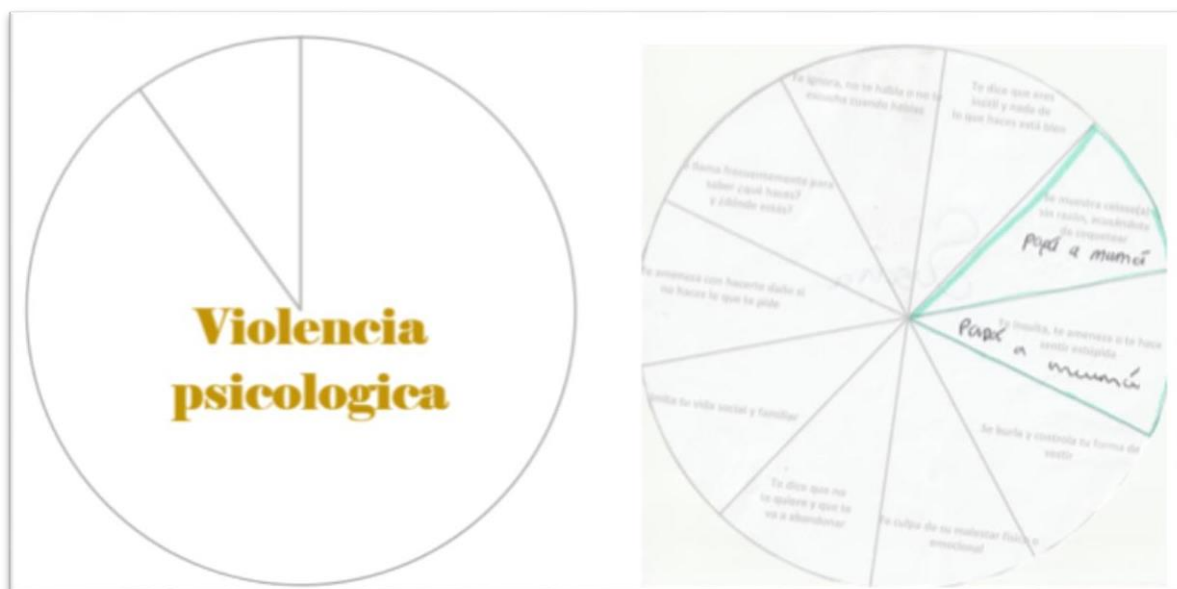 Violencia
psicologica
Te ignora, no te habla o no te
escucha cuando hablas
Te dice que eres
inútil y nada de
lo que haces está bien
Se muestra celoso(a)
sin razón, acusándote
de coquetear
papá a mamá
Te insulta, te amenaza o te hace
sentir estúpida
Papá
a
mamá
Se burla y controla tu forma de
vestir
Te culpa de su malestar físico o
emocional
Te dice que no
te quiere y que te
va a abandonar
tu vida social y familiar
Te amenaza con hacerte daño si
no haces lo que te pide
llama frecuentemente para
saber ¿qué haces?
y ¿dónde estás?